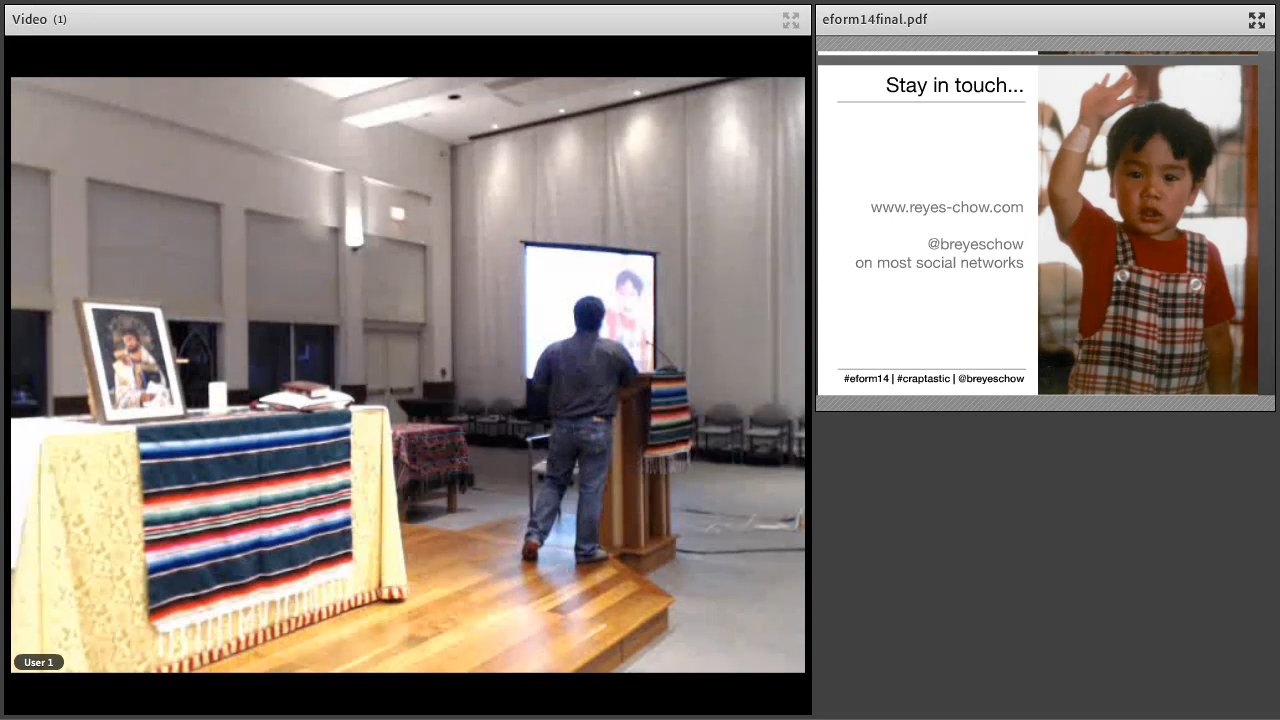 Video (1)
eform14final.pdf
Stay in touch...
www.reyes-chow.com
@breyeschow
on most social networks
#eform14 | #craptastic | @breyeschow
User 1